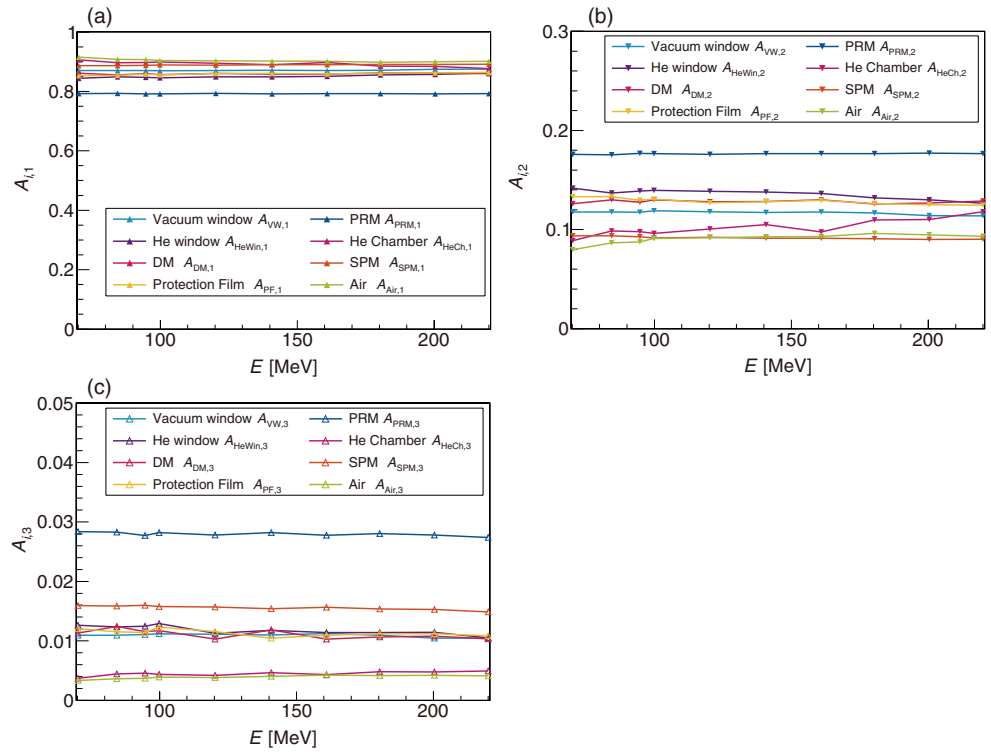 (a)
1
0.8
0.6
0.4
0.2
0
A_{i,1}
Vacuum window A_{VW,1}
PRM A_{PRM,1}
He window A_{HeWin,1}
He Chamber A_{HeCh,1}
DM A_{DM,1}
SPM A_{SPM,1}
Protection Film A_{PF,1}
Air A_{Air,1}
100 150 200
E [MeV]
(b)
0.3
0.2
0.1
0
A_{i,2}
Vacuum window A_{VW,2}
PRM A_{PRM,2}
He window A_{HeWin,2}
He Chamber A_{HeCh,2}
DM A_{DM,2}
SPM A_{SPM,2}
Protection Film A_{PF,2}
Air A_{Air,2}
100 150 200
E [MeV]
(c)
0.05
0.04
0.03
0.02
0.01
0
A_{i,3}
Vacuum window A_{VW,3}
PRM A_{PRM,3}
He window A_{HeWin,3}
He Chamber A_{HeCh,3}
DM A_{DM,3}
SPM A_{SPM,3}
Protection Film A_{PF,3}
Air A_{Air,3}
100 150 200
E [MeV]